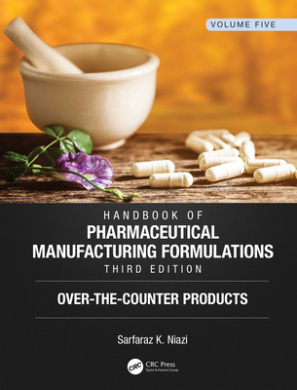 VOLUME FIVE
HANDBOOK OF
PHARMACEUTICAL
MANUFACTURING FORMULATIONS
THIRD EDITION
OVER-THE-COUNTER PRODUCTS
Sarfaraz K. Niazi
CRC Press
Taylor & Francis Group